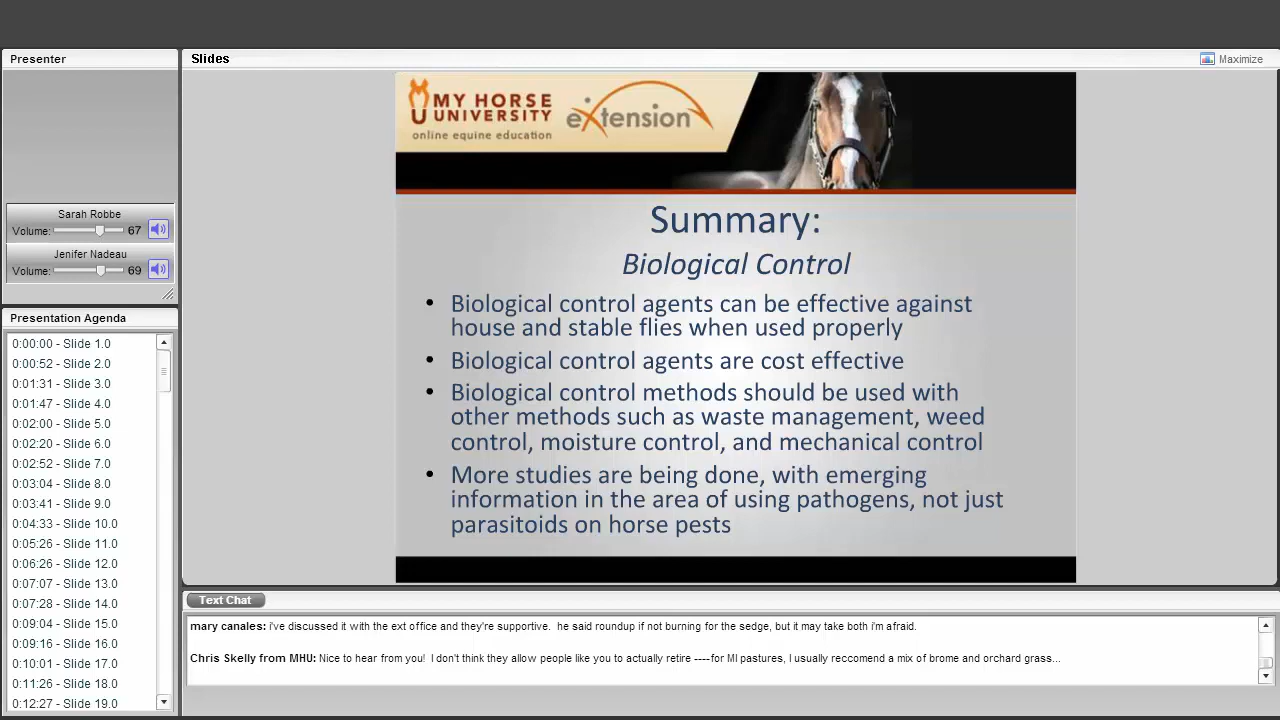 Presenter
Slides
Maximize
MY HORSE
UNIVERSITY
online equine education
eXtension
Sarah Robbe
Volume:
67
Jenifer Nadeau
Volume:
69
Presentation Agenda
0:00:00 - Slide 1.0
0:00:52 - Slide 2.0
0:01:31 - Slide 3.0
0:01:47 - Slide 4.0
0:02:00 - Slide 5.0
0:02:20 - Slide 6.0
0:02:52 - Slide 7.0
0:03:04 - Slide 8.0
0:03:41 - Slide 9.0
0:04:33 - Slide 10.0
0:05:26 - Slide 11.0
0:06:26 - Slide 12.0
0:07:07 - Slide 13.0
0:07:28 - Slide 14.0
0:09:04 - Slide 15.0
0:09:16 - Slide 16.0
0:10:01 - Slide 17.0
0:11:26 - Slide 18.0
0:12:27 - Slide 19.0
Summary:
Biological Control
• Biological control agents can be effective against
house and stable flies when used properly
• Biological control agents are cost effective
• Biological control methods should be used with
other methods such as waste management, weed
control, moisture control, and mechanical control
• More studies are being done, with emerging
information in the area of using pathogens, not just
parasitoids on horse pests
Text Chat
mary canales: i've discussed it with the ext office and they're supportive.  he said roundup if not burning for the sedge, but it may take both i'm afraid.
Chris Skelly from MHU: Nice to hear from you!  I don't think they allow people like you to actually retire ----for MI pastures, I usually reccomend a mix of brome and orchard grass...